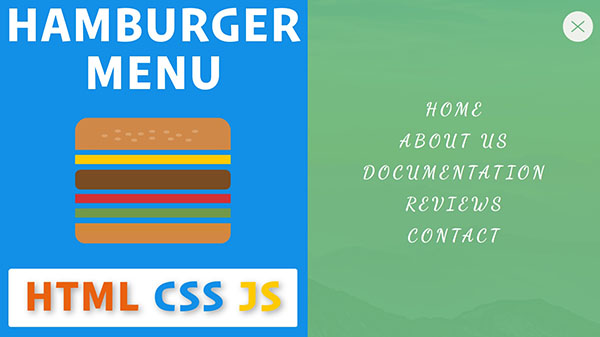 HAMBURGER
MENU
HTML CSS JS
HOME
ABOUT US
DOCUMENTATION
REVIEWS
CONTACT